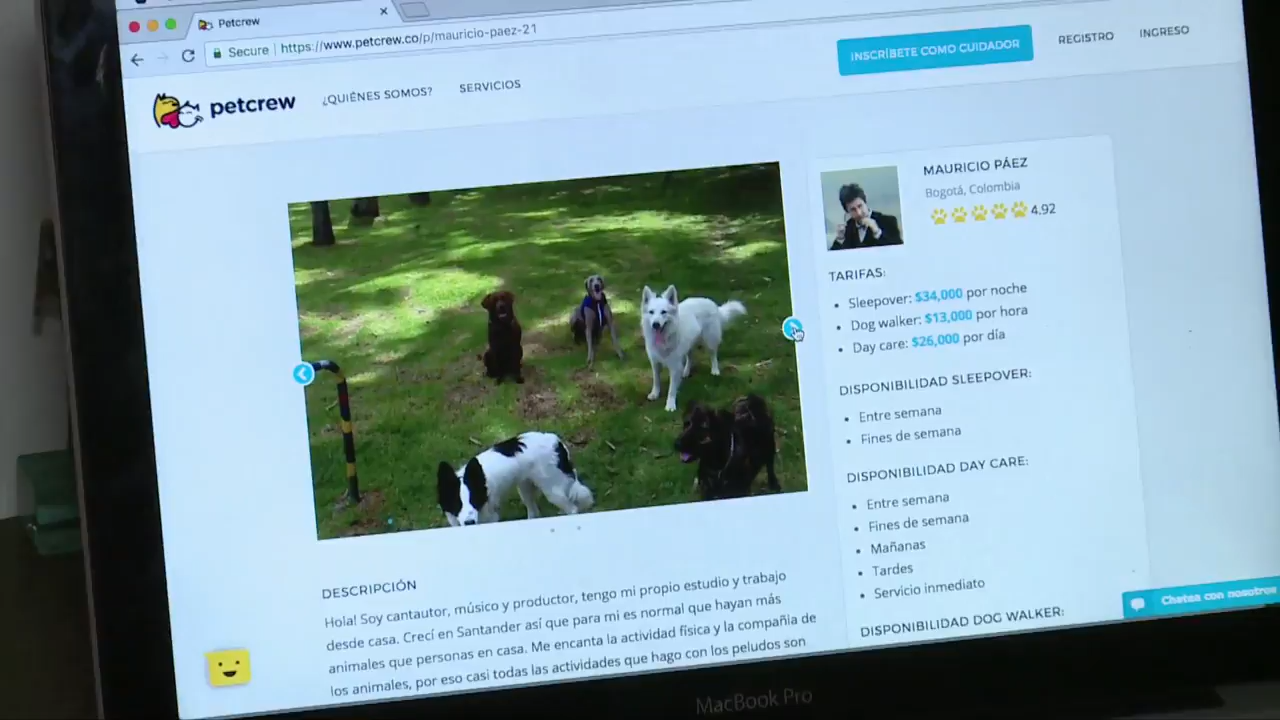 Petcrew
Secure | https://www.petcrew.co/p/mauricio-paez-21
petcrew
¿QUIÉNES SOMOS?
SERVICIOS
INSCRÍBETE COMO CUIDADOR
REGISTRO
INGRESO
MAURICIO PÁEZ
Bogotá, Colombia
4.92
TARIFAS:
Sleepover: $34,000 por noche
Dog walker: $13,000 por hora
Day care: $26,000 por día
DISPONIBILIDAD SLEEPOVER:
Entre semana
Fines de semana
DISPONIBILIDAD DAY CARE:
Entre semana
Fines de semana
Mañanas
Tardes
Servicio inmediato
DISPONIBILIDAD DOG WALKER:
DESCRIPCIÓN
Hola! Soy cantautor, músico y productor, tengo mi propio estudio y trabajo
desde casa. Crecí en Santander así que para mi es normal que hayan más
animales que personas en casa. Me encanta la actividad física y la compañia de
los animales, por eso casi todas las actividades que hago con los peludos son
Chatea con nosotros
MacBook Pro